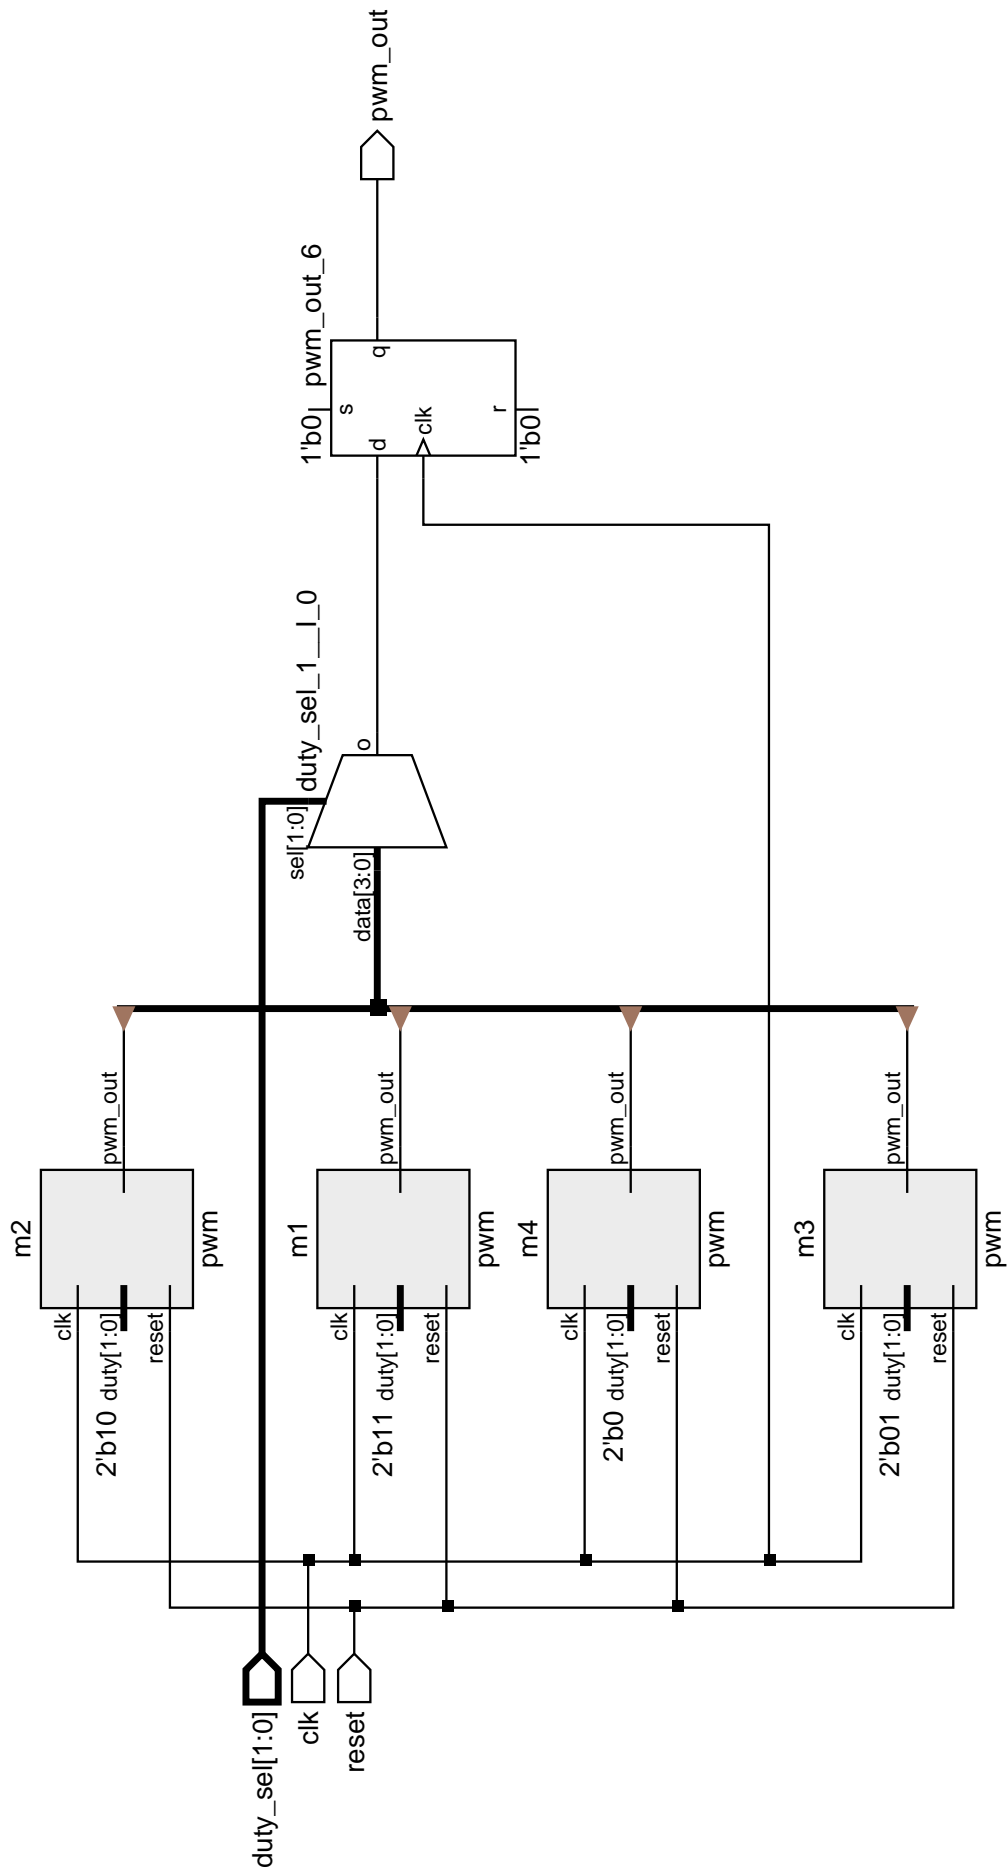 duty_sel[1:0]
clk
reset
m2
clk
2'b10 duty[1:0]
reset
pwm
pwm_out
m1
clk
2'b11 duty[1:0]
reset
pwm
pwm_out
m4
clk
2'b0 duty[1:0]
reset
pwm
pwm_out
m3
clk
2'b01 duty[1:0]
reset
pwm
pwm_out
duty_sel_1__I_0
sel[1:0]
data[3:0]
o
pwm_out_6
1'b0
s
d
q
clk
r
1'b0
pwm_out